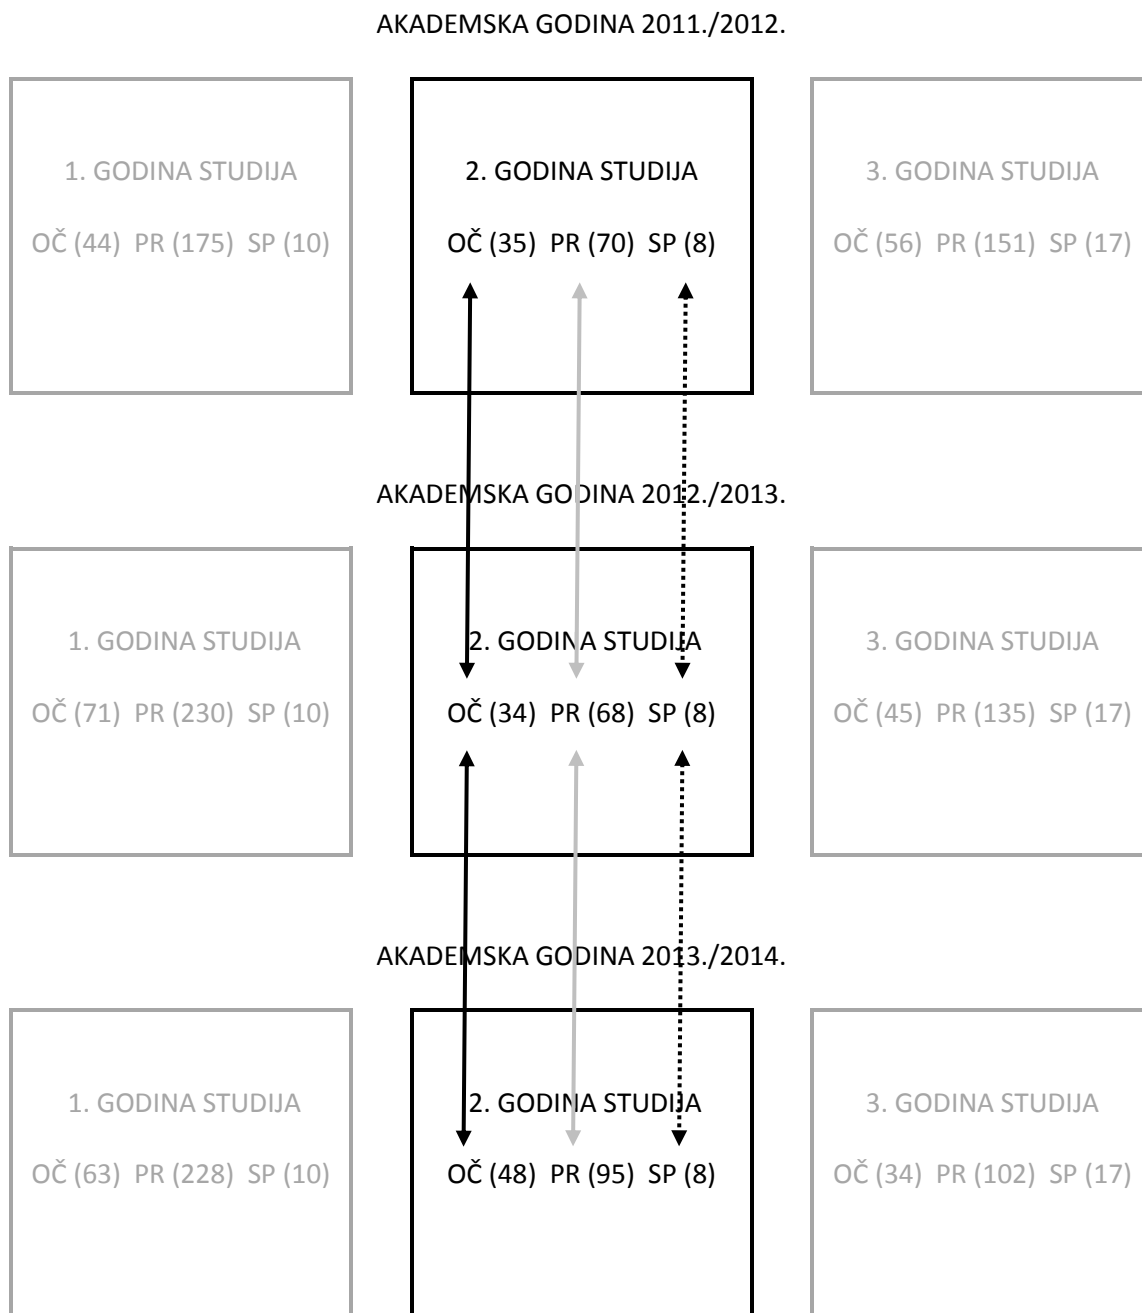 AKADEMSKA GODINA 2011./2012.
1. GODINA STUDIJA
OČ (44) PR (175) SP (10)
2. GODINA STUDIJA
OČ (35) PR (70) SP (8)
3. GODINA STUDIJA
OČ (56) PR (151) SP (17)
AKADEMSKA GODINA 2012./2013.
1. GODINA STUDIJA
OČ (71) PR (230) SP (10)
2. GODINA STUDIJA
OČ (34) PR (68) SP (8)
3. GODINA STUDIJA
OČ (45) PR (135) SP (17)
AKADEMSKA GODINA 2013./2014.
1. GODINA STUDIJA
OČ (63) PR (228) SP (10)
2. GODINA STUDIJA
OČ (48) PR (95) SP (8)
3. GODINA STUDIJA
OČ (34) PR (102) SP (17)